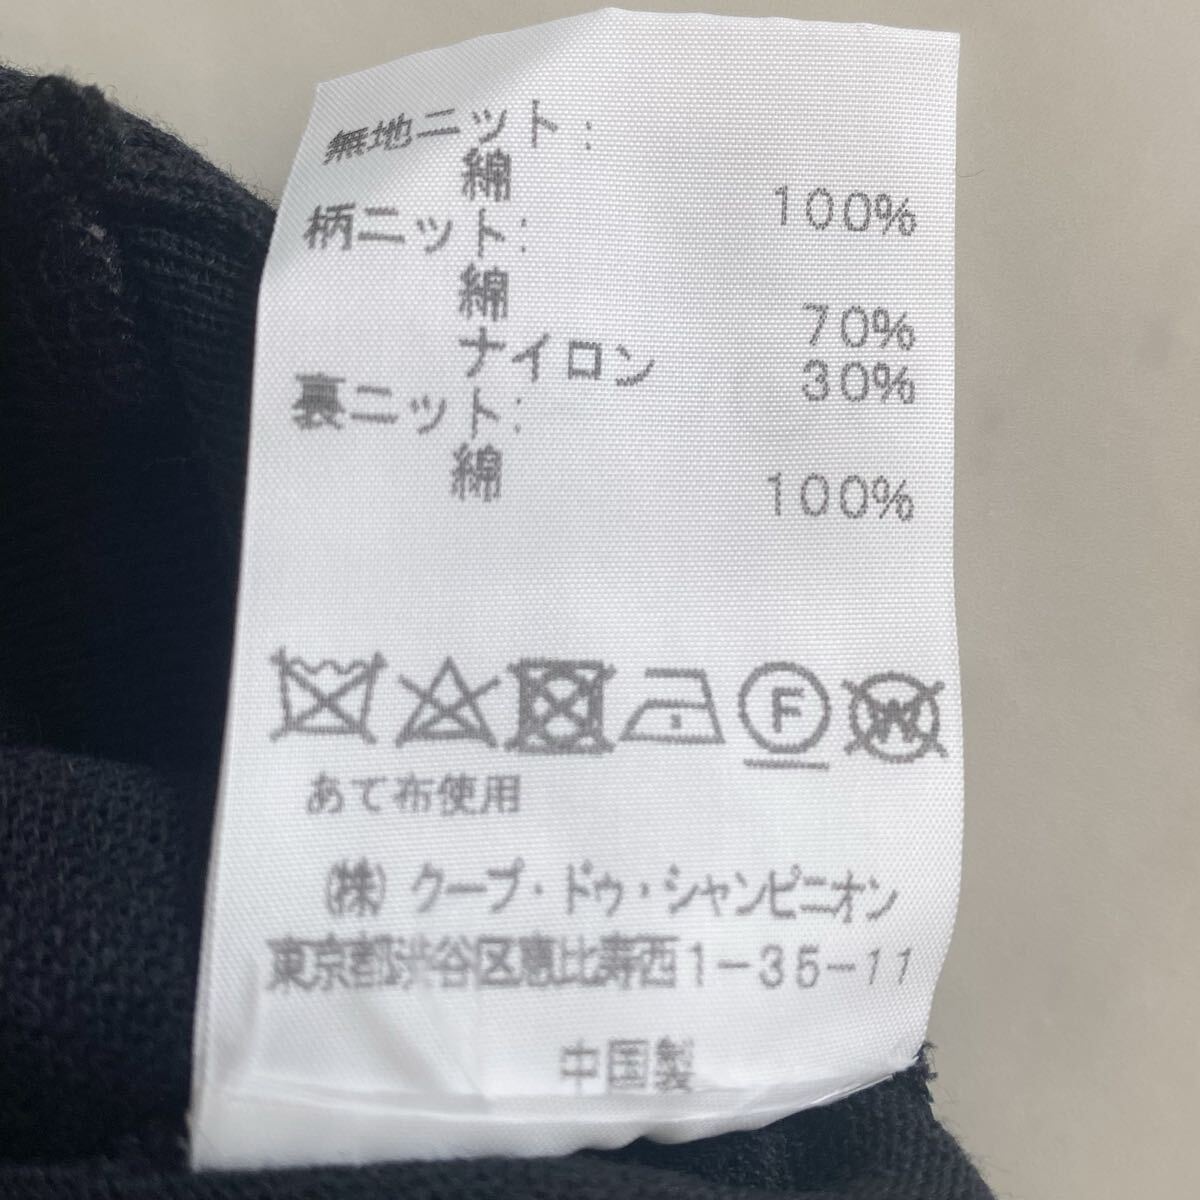 無地ニット:
綿 100%
柄ニット:
綿 70%
ナイロン 30%
裏ニット:
綿 100%
F W
あて布使用
(株)クープ・ドゥ・シャンピニオン
東京都渋谷区恵比寿西1-35-11
中国製